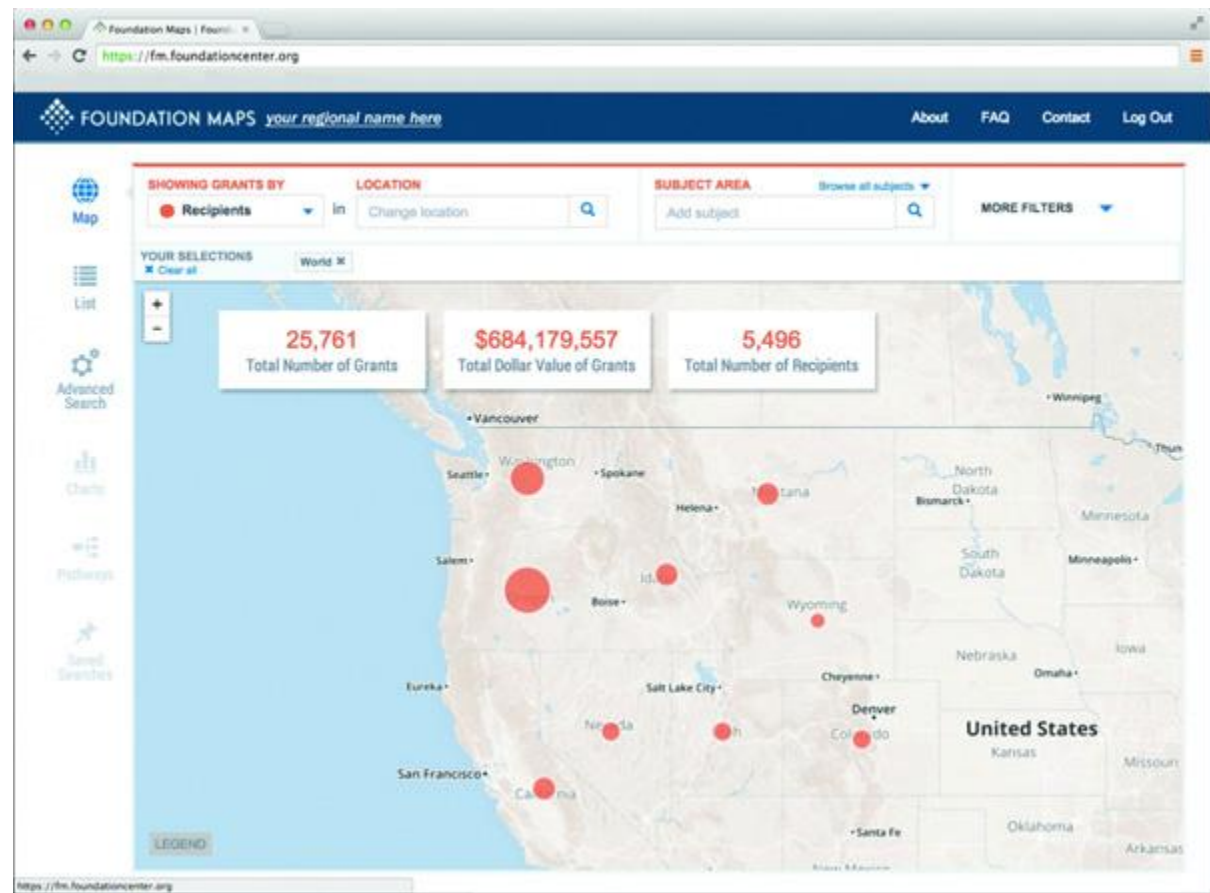 Foundation Maps | Found
https://fm.foundationcenter.org
FOUNDATION MAPS your regional name here
About FAQ Contact Log Out
SHOWING GRANTS BY LOCATION SUBJECT AREA Browse all subjects
Recipients in Change location Add subject MORE FILTERS
YOUR SELECTIONS
Clear all World
Map
List
Advanced
Search
Charts
Pathways
Saved
Searches
+
-
25,761
Total Number of Grants
$684,179,557
Total Dollar Value of Grants
5,496
Total Number of Recipients
Vancouver
Winnipeg
Thun
Seattle
Spokane
North
Dakota
Helena
Bismarck
Minnesota
Salem
South
Dakota
Minneapolis
Boise
Wyoming
Nebraska
Iowa
Omaha
Cheyenne
Eureka
Salt Lake City
Denver
United States
Kansas
Missouri
San Francisco
Santa Fe
Oklahoma
Arkansas
LEGEND
https://fm.foundationcenter.org